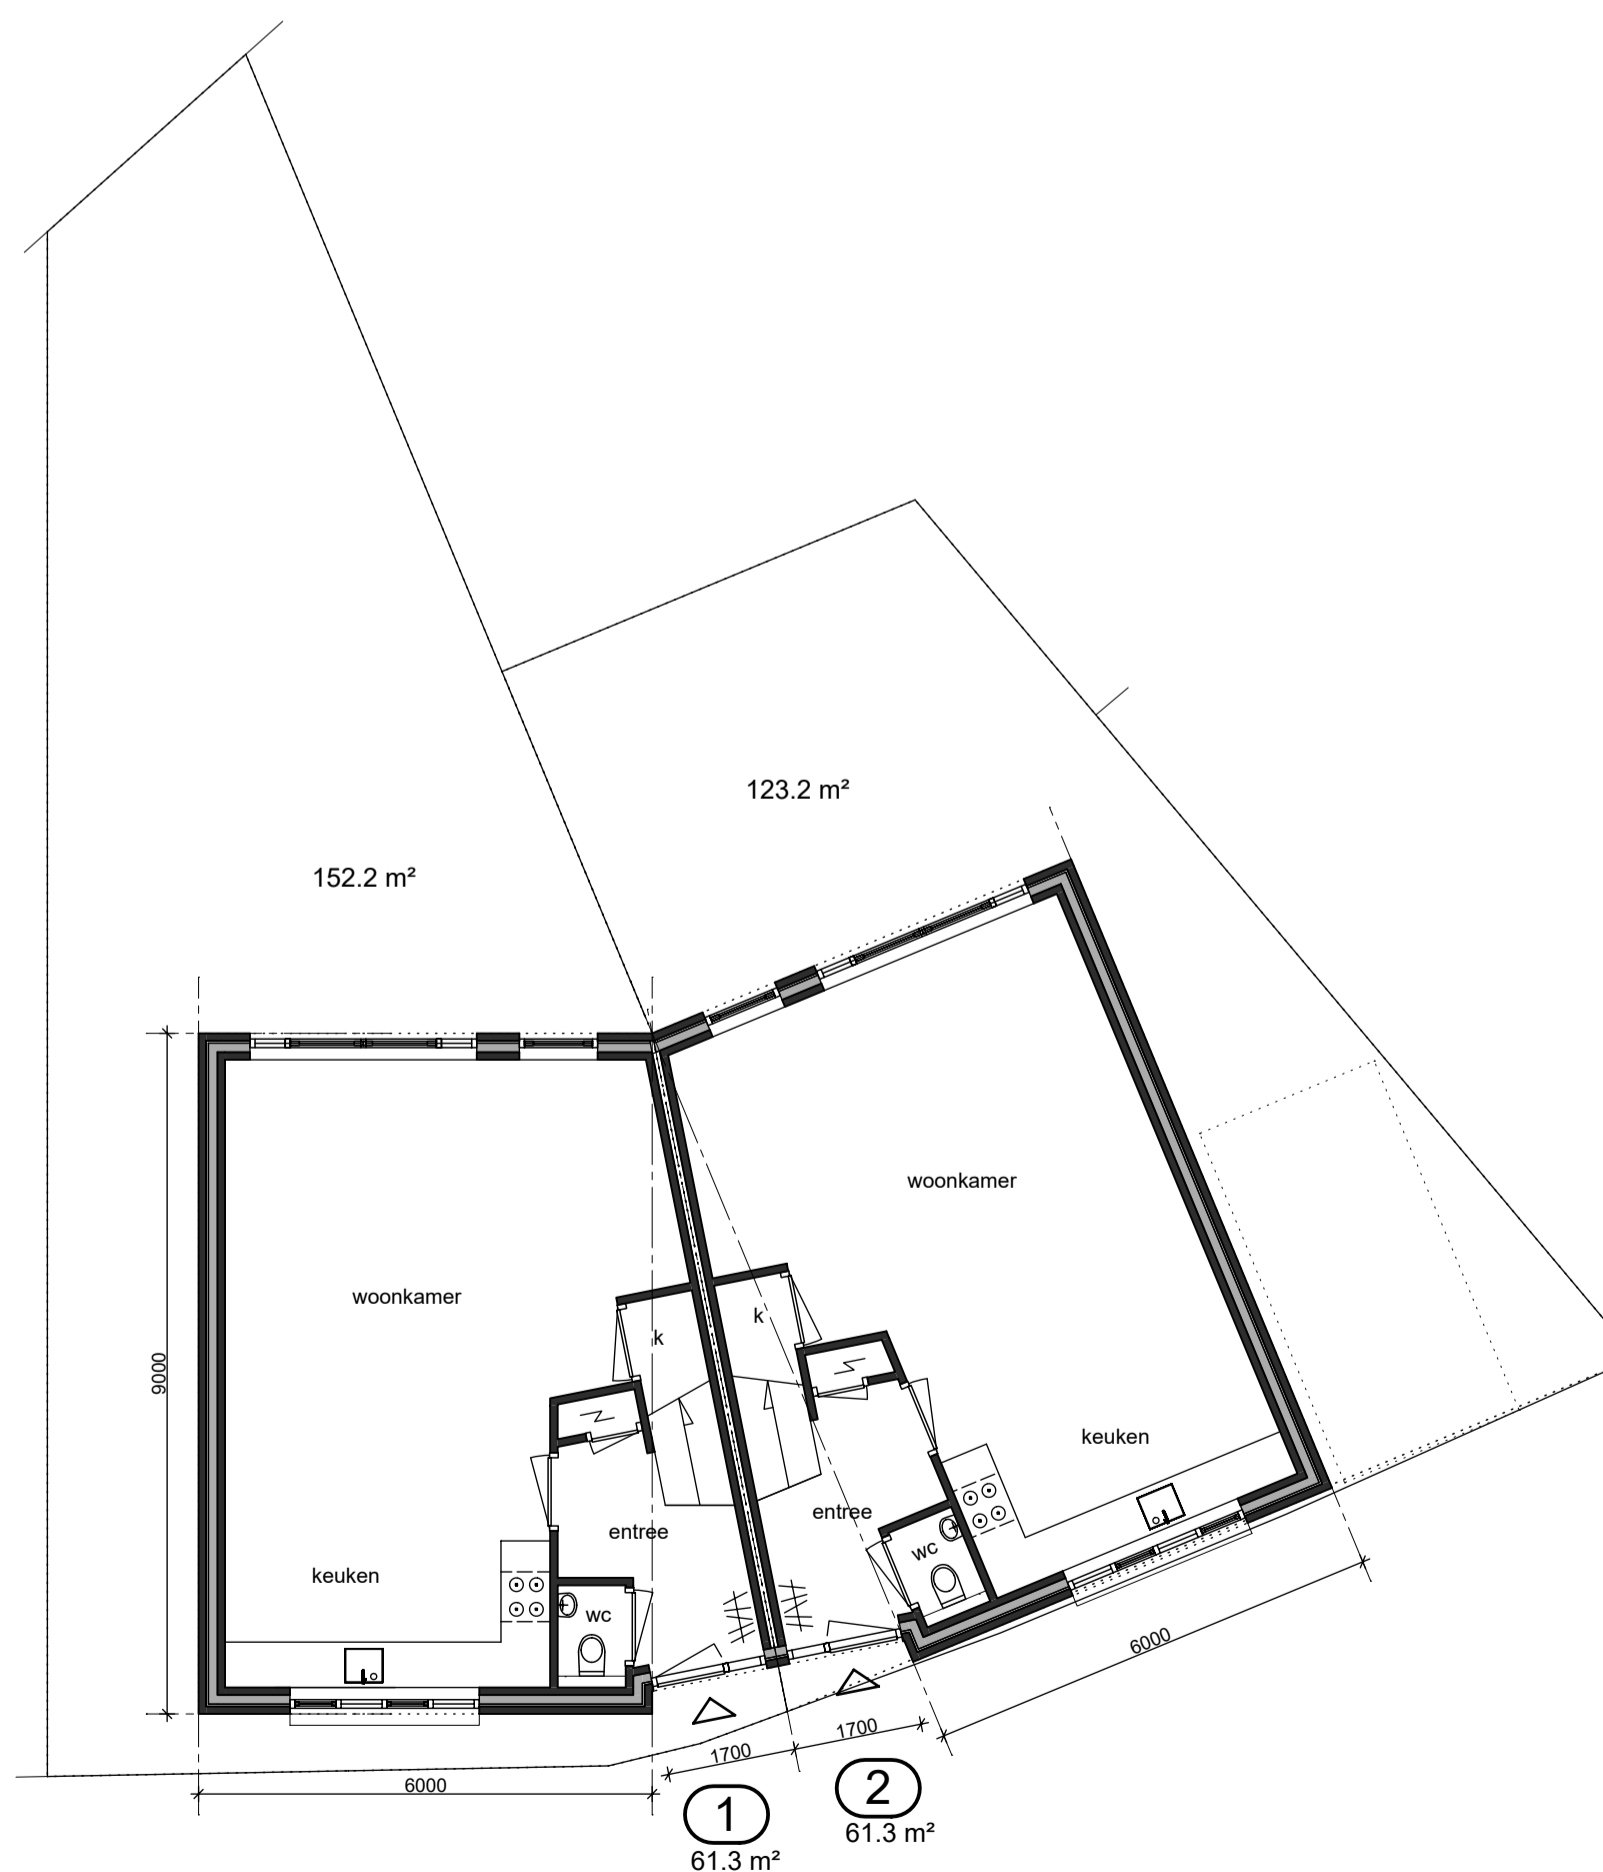 123.2 m²
152.2 m²
woonkamer
woonkamer
k
k
9000
keuken
entree
entree
wc
keuken
wc
6000
1700
1700
6000
1
2
61.3 m²
61.3 m²